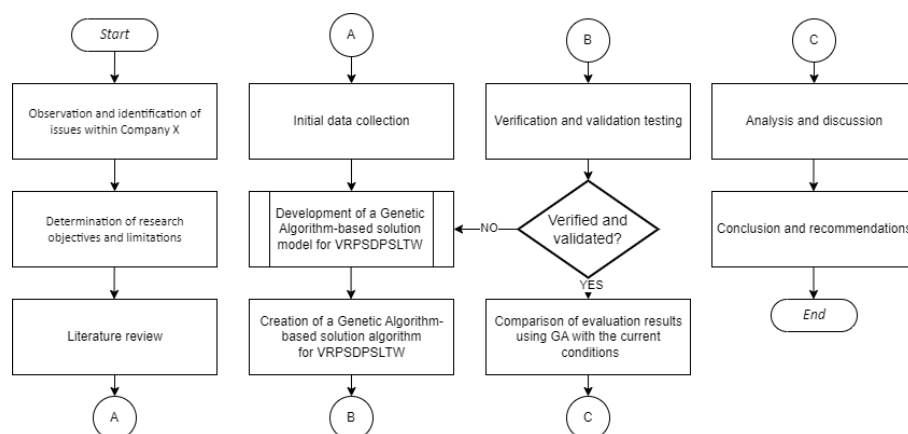 Start
Observation and identification of
issues within Company X
Determination of research
objectives and limitations
Literature review
A
A
Initial data collection
Development of a Genetic
Algorithm-based solution
model for VRPSDPSLTW
Creation of a Genetic Algorithm-
based solution algorithm
for VRPSDPSLTW
B
B
Verification and validation testing
Verified and
validated?
NO
YES
Comparison of evaluation results
using GA with the current
conditions
C
C
Analysis and discussion
Conclusion and recommendations
End